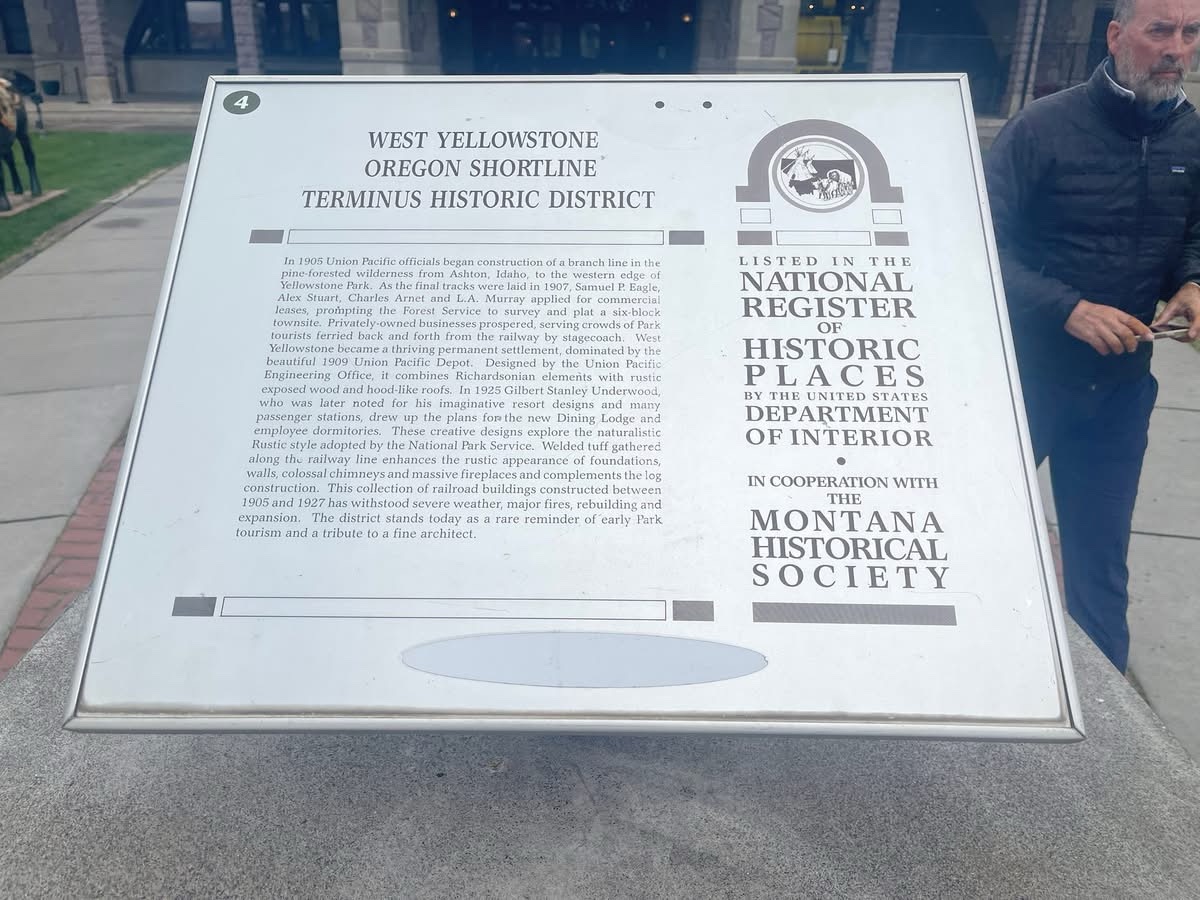 4
WEST YELLOWSTONE
OREGON SHORTLINE
TERMINUS HISTORIC DISTRICT
In 1905 Union Pacific officials began construction of a branch line in the
pine-forested wilderness from Ashton, Idaho, to the western edge of
Yellowstone Park. As the final tracks were laid in 1907, Samuel P. Eagle,
Alex Stuart, Charles Arnet and L.A. Murray applied for commercial
leases, prompting the Forest Service to survey and plat a six-block
townsite. Privately-owned businesses prospered, serving crowds of Park
tourists ferried back and forth from the railway by stagecoach. West
Yellowstone became a thriving permanent settlement, dominated by the
beautiful 1909 Union Pacific Depot. Designed by the Union Pacific
Engineering Office, it combines Richardsonian elements with rustic
exposed wood and hood-like roofs. In 1925 Gilbert Stanley Underwood,
who was later noted for his imaginative resort designs and many
passenger stations, drew up the plans for the new Dining Lodge and
employee dormitories. These creative designs explore the naturalistic
Rustic style adopted by the National Park Service. Welded tuff gathered
along the railway line enhances the rustic appearance of foundations,
walls, colossal chimneys and massive fireplaces and complements the log
construction. This collection of railroad buildings constructed between
1905 and 1927 has withstood severe weather, major fires, rebuilding and
expansion. The district stands today as a rare reminder of early Park
tourism and a tribute to a fine architect.
LISTED IN THE
NATIONAL
REGISTER
OF
HISTORIC
PLACES
BY THE UNITED STATES
DEPARTMENT
OF INTERIOR
•
IN COOPERATION WITH
THE
MONTANA
HISTORICAL
SOCIETY